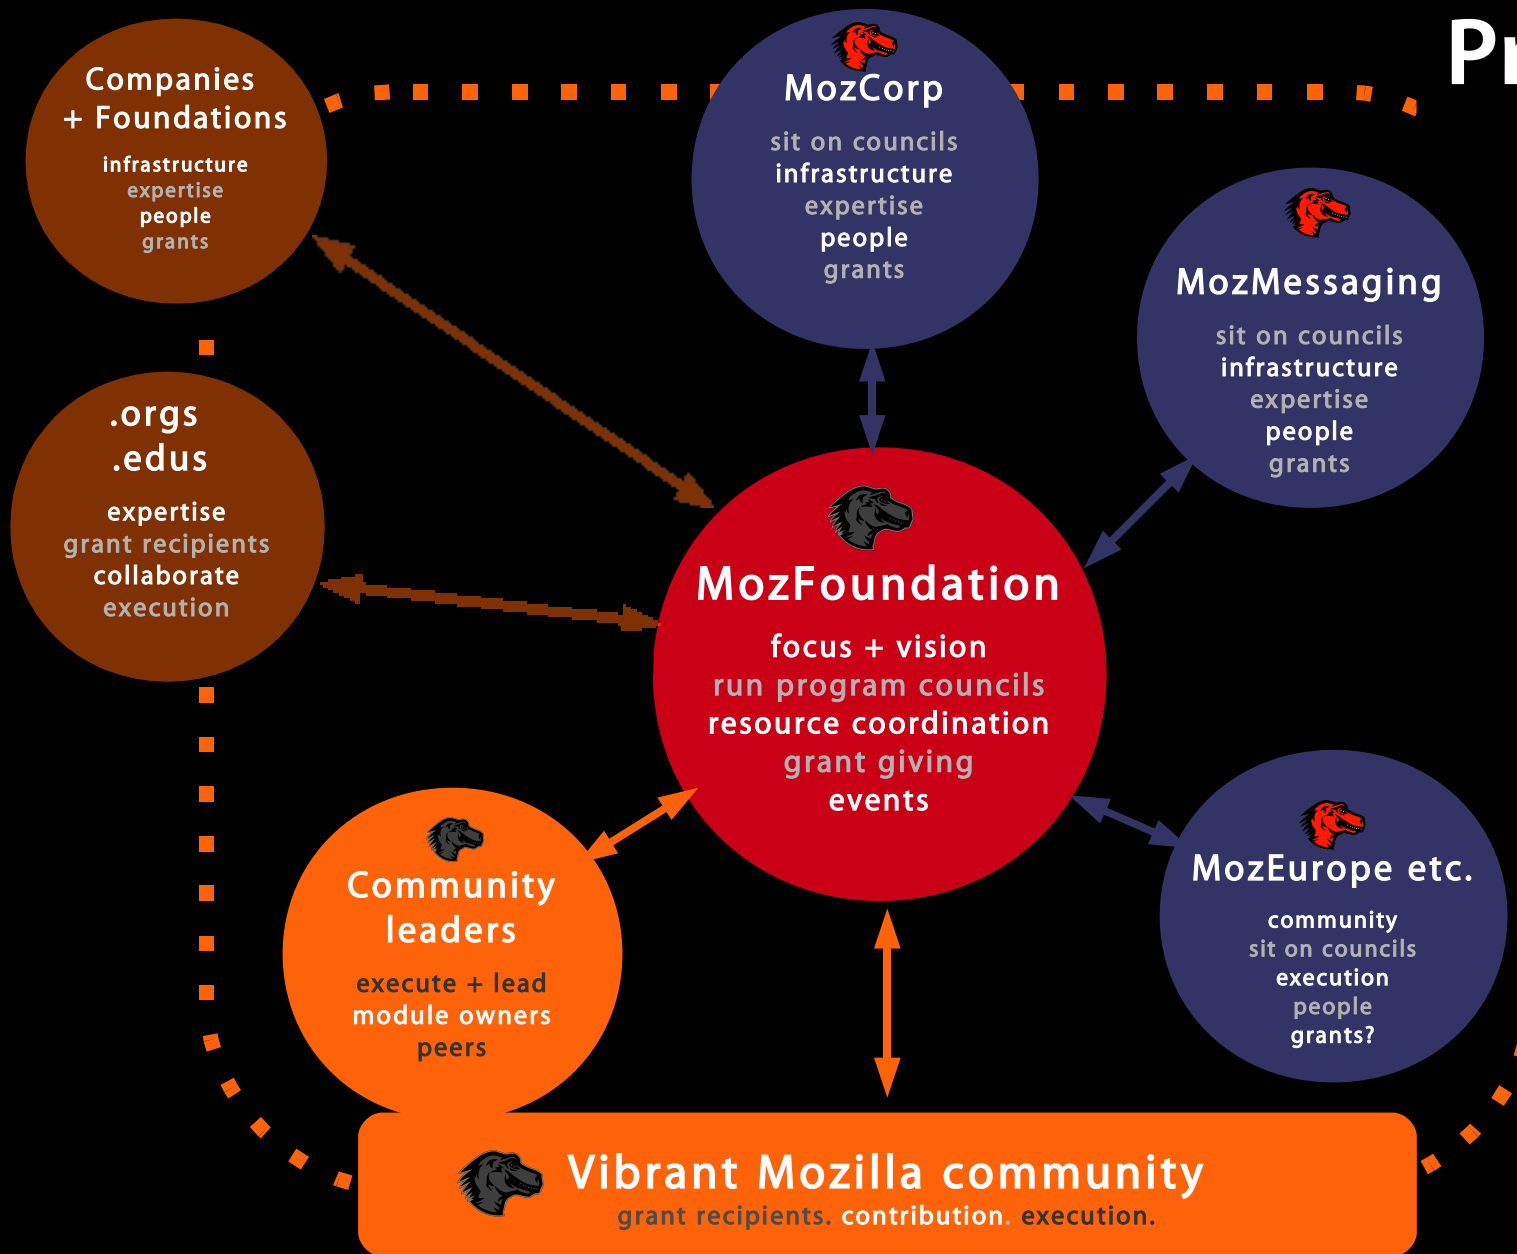 Pr
Companies
+ Foundations
infrastructure
expertise
people
grants
MozCorp
sit on councils
infrastructure
expertise
people
grants
MozMessaging
sit on councils
infrastructure
expertise
people
grants
.orgs
.edus
expertise
grant recipients
collaborate
execution
MozFoundation
focus + vision
run program councils
resource coordination
grant giving
events
Community
leaders
execute + lead
module owners
peers
MozEurope etc.
community
sit on councils
execution
people
grants?
Vibrant Mozilla community
grant recipients. contribution. execution.